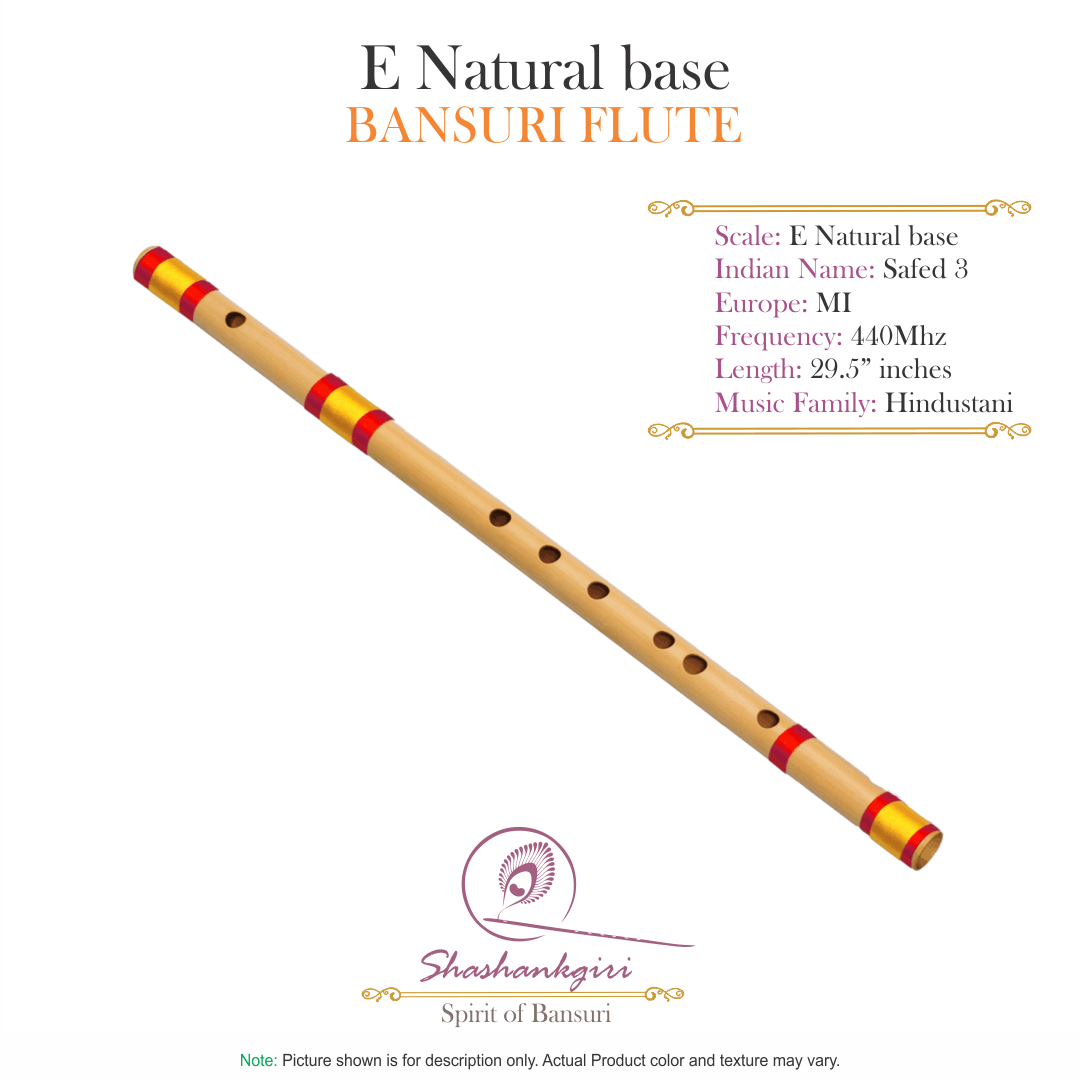 E Natural base
BANSURI FLUTE
Scale: E Natural base
Indian Name: Safed 3
Europe: MI
Frequency: 440Mhz
Length: 29.5” inches
Music Family: Hindustani
Shashankgiri
Spirit of Bansuri
Note: Picture shown is for description only. Actual Product color and texture may vary.